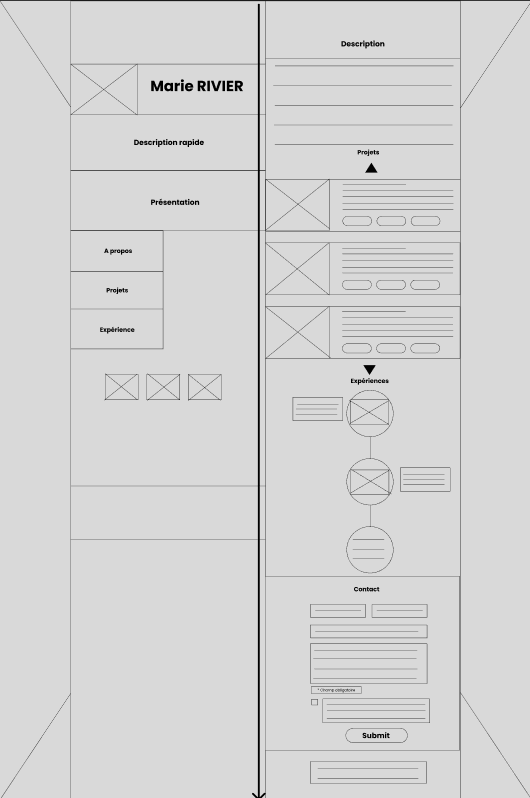 Marie RIVIER
Description rapide
Présentation
A propos
Projets
Expérience
Description
Projets
Expériences
Contact
* Champ obligatoire
Submit